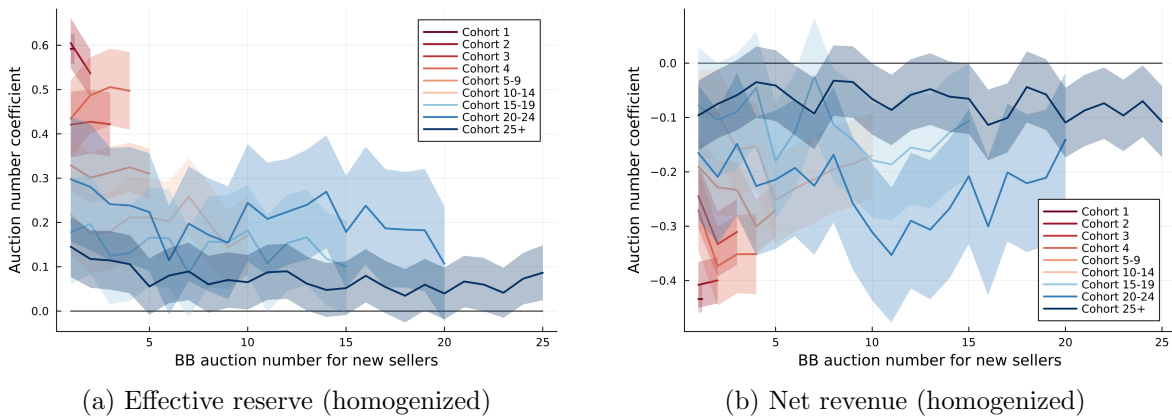 0.6
0.5
0.4
0.3
0.2
0.1
0.0
Auction number coefficient
5
10
15
20
25
BB auction number for new sellers
Cohort 1
Cohort 2
Cohort 3
Cohort 4
Cohort 5-9
Cohort 10-14
Cohort 15-19
Cohort 20-24
Cohort 25+
(a) Effective reserve (homogenized)
0.0
−0.1
−0.2
−0.3
−0.4
Auction number coefficient
5
10
15
20
25
BB auction number for new sellers
Cohort 1
Cohort 2
Cohort 3
Cohort 4
Cohort 5-9
Cohort 10-14
Cohort 15-19
Cohort 20-24
Cohort 25+
(b) Net revenue (homogenized)